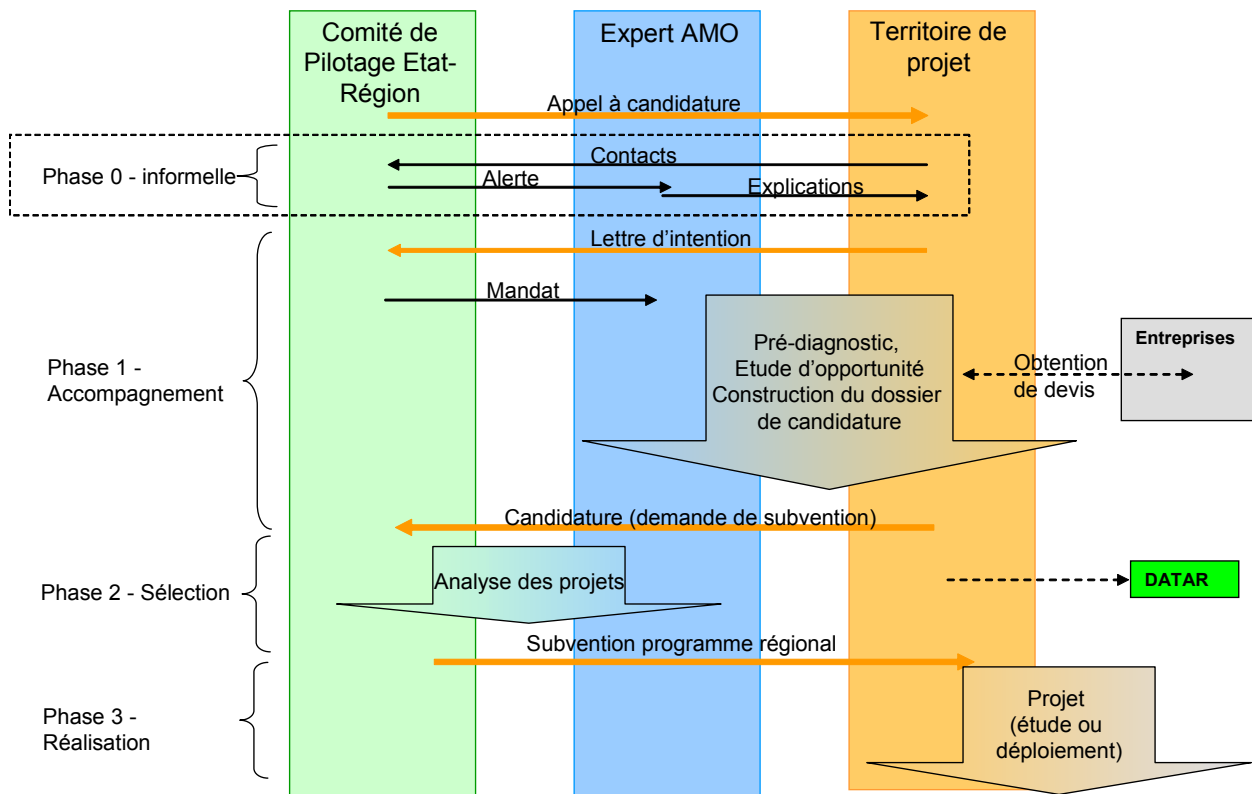 Comité de
Pilotage Etat-
Région
Expert AMO
Territoire de
projet
Appel à candidature
Phase 0 - informelle
Contacts
Alerte
Explications
Lettre d'intention
Mandat
Phase 1 -
Accompagnement
Pré-diagnostic,
Etude d'opportunité
Construction du dossier
de candidature
Obtention
de devis
Entreprises
Candidature (demande de subvention)
Phase 2 - Sélection
Analyse des projets
DATAR
Subvention programme régional
Phase 3 -
Réalisation
Projet
(étude ou
déploiement)